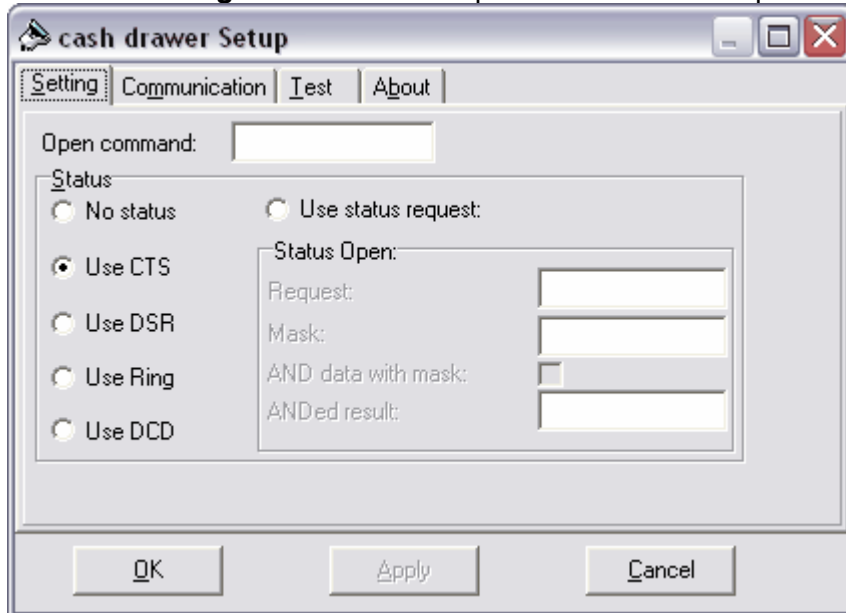 cash drawer Setup
Setting Communication Test About
Open command:
Status
No status
Use status request:
Use CTS
Status Open:
Request:
Use DSR
Mask:
Use Ring
AND data with mask:
ANDed result:
Use DCD
OK Apply Cancel